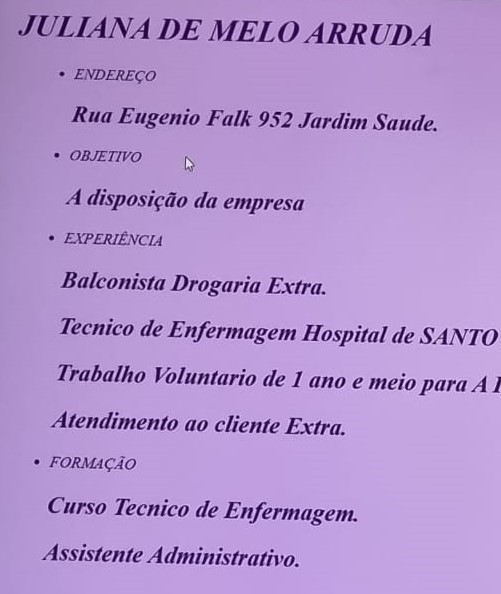 JULIANA DE MELO ARRUDA
• ENDEREÇO
Rua Eugenio Falk 952 Jardim Saude.
• OBJETIVO
A disposição da empresa
• EXPERIÊNCIA
Balconista Drogaria Extra.
Tecnico de Enfermagem Hospital de SANTO
Trabalho Voluntario de 1 ano e meio para A
Atendimento ao cliente Extra.
• FORMAÇÃO
Curso Tecnico de Enfermagem.
Assistente Administrativo.